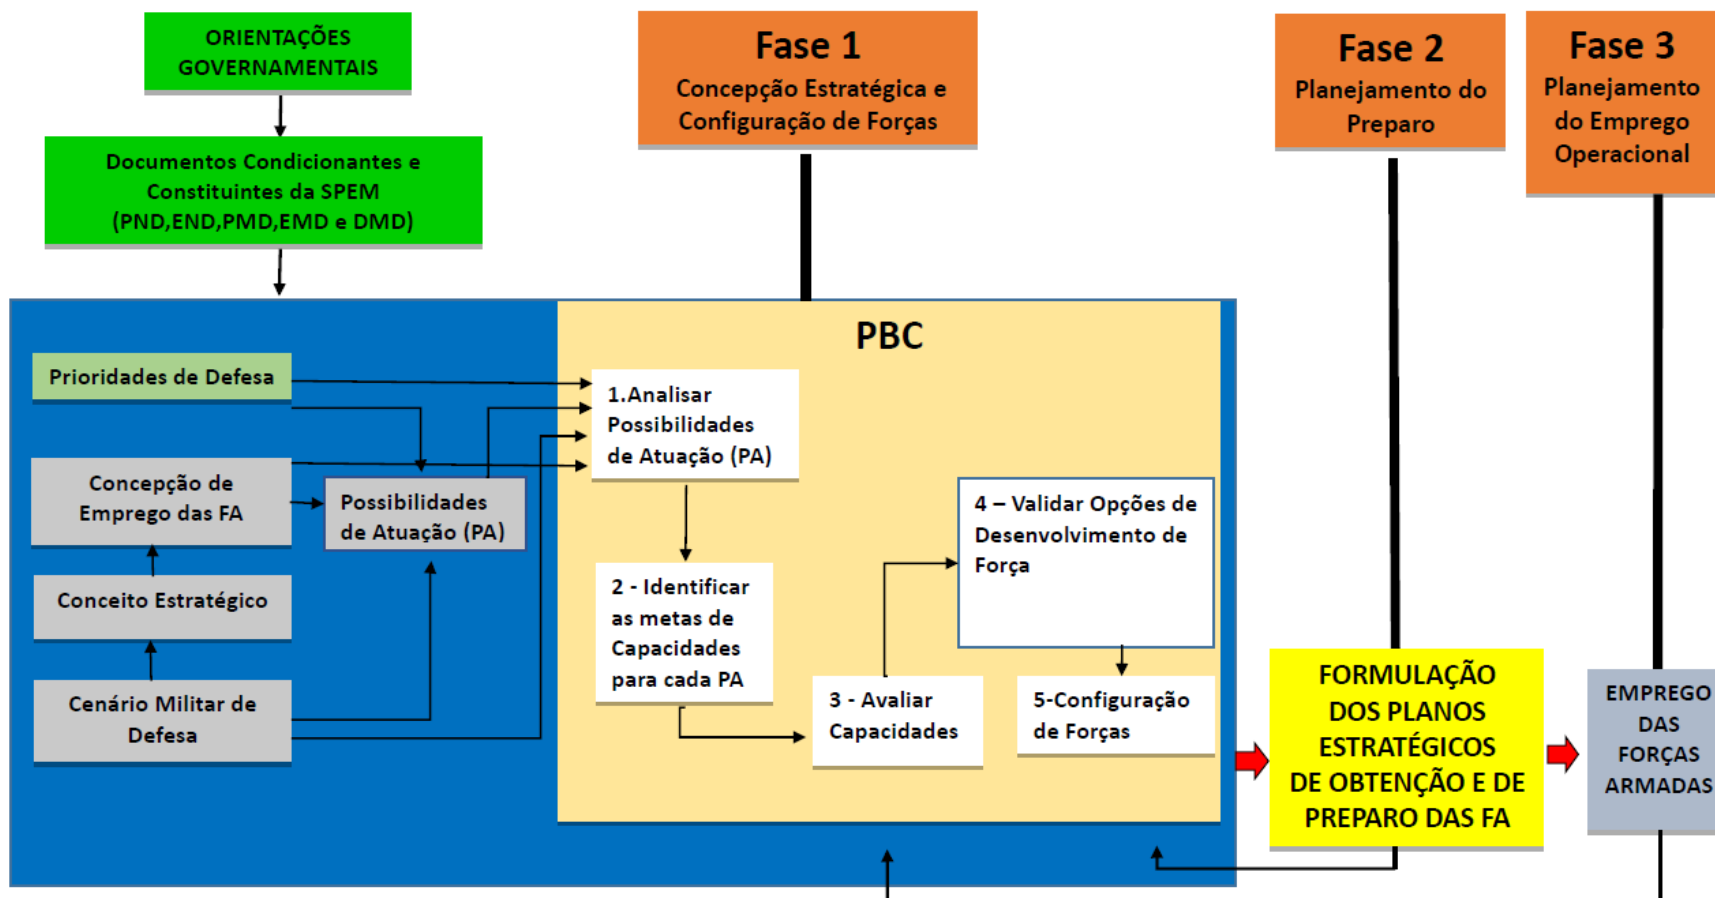 ORIENTAÇÕES
GOVERNAMENTAIS
Documentos Condicionantes e
Constituintes da SPEM
(PND,END,PMD,EMD e DMD)
Fase 1
Concepção Estratégica e
Configuração de Forças
Fase 2
Planejamento do
Preparo
Fase 3
Planejamento
do Emprego
Operacional
Prioridades de Defesa
Concepção de
Emprego das FA
Conceito Estratégico
Cenário Militar de
Defesa
Possibilidades
de Atuação (PA)
PBC
1.Analisar
Possibilidades
de Atuação (PA)
2 - Identificar
as metas de
Capacidades
para cada PA
3 - Avaliar
Capacidades
4 – Validar Opções de
Desenvolvimento de
Força
5-Configuração
de Forças
FORMULAÇÃO
DOS PLANOS
ESTRATÉGICOS
DE OBTENÇÃO E DE
PREPARO DAS FA
EMPREGO
DAS
FORÇAS
ARMADAS